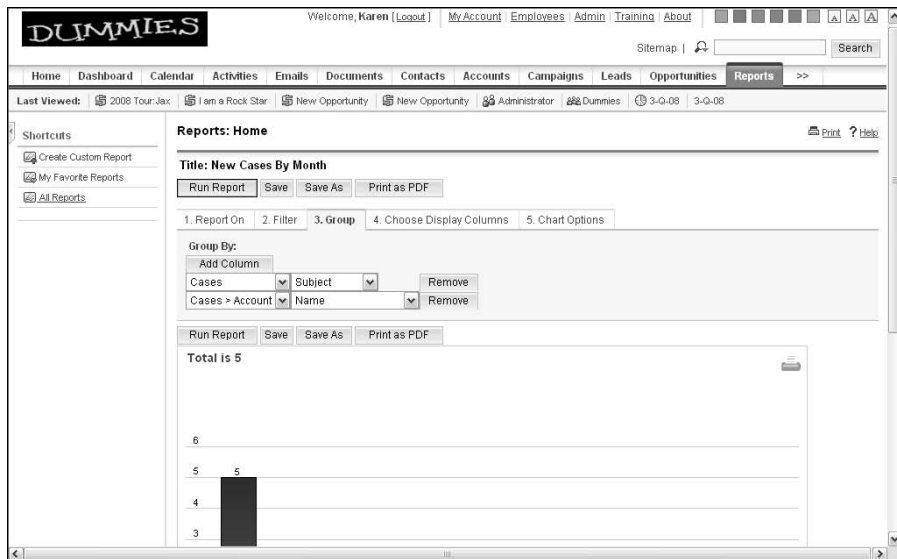 DUMMIES
Welcome, Karen [ Logout ] My Account Employees Admin Training About A A A
Sitemap Search
Home Dashboard Calendar Activities Emails Documents Contacts Accounts Campaigns Leads Opportunities Reports >>
Last Viewed: 2008 Tour:Jax I am a Rock Star New Opportunity New Opportunity Administrator Dummies 3-Q-08 3-Q-08
Shortcuts
Create Custom Report
My Favorite Reports
All Reports
Reports: Home
Print ? Help
Title: New Cases By Month
Run Report Save Save As Print as PDF
1. Report On 2. Filter 3. Group 4. Choose Display Columns 5. Chart Options
Group By:
Add Column
Cases Subject Remove
Cases > Account Name Remove
Run Report Save Save As Print as PDF
Total is 5
6
5 5
4
3